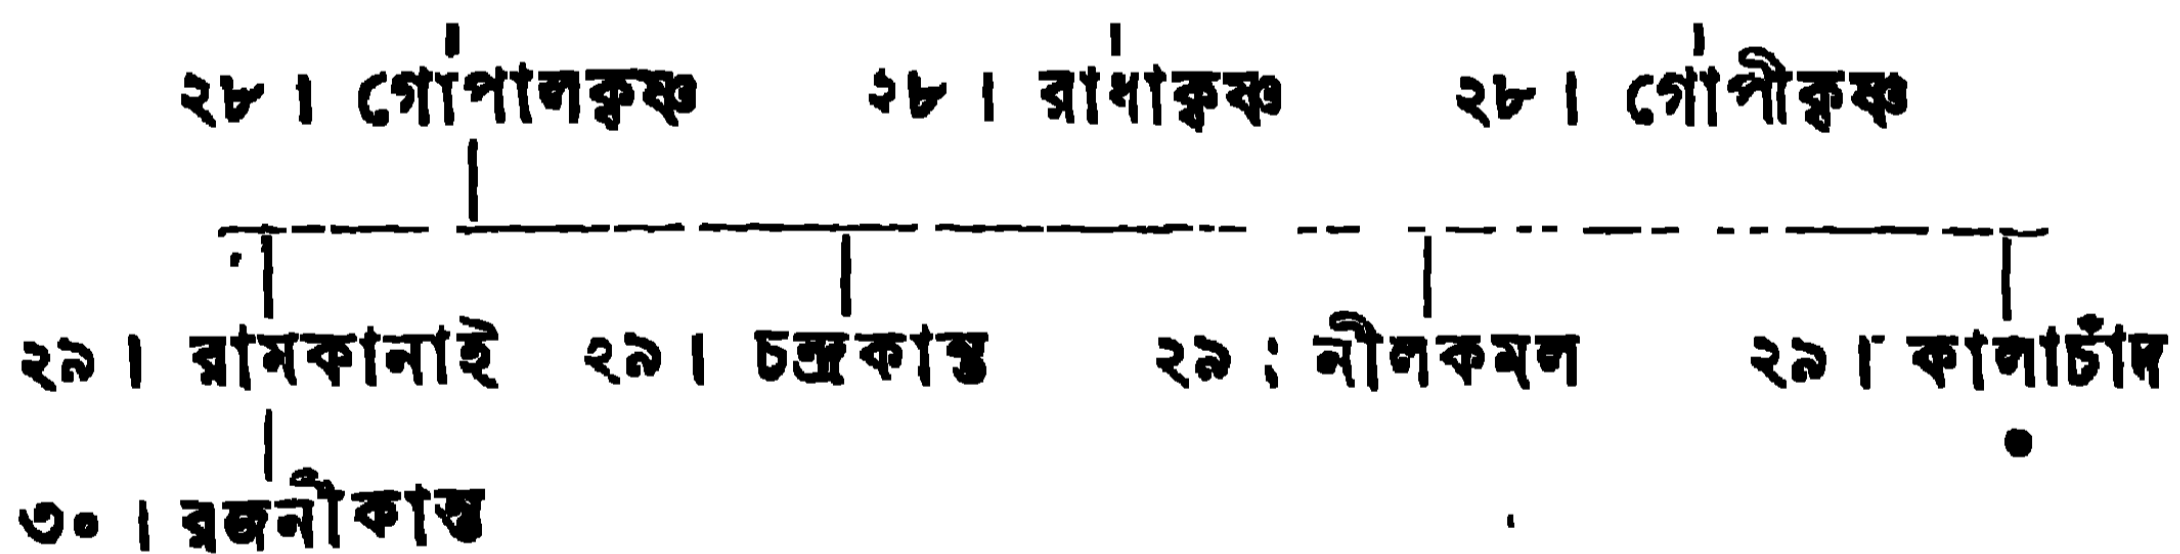 ২৮। গোপালকৃষ্ণ ২৮। রাধাকৃষ্ণ ২৮। গোপীকৃষ্ণ
২৯। রামকানাই ২৯। চন্দ্রকান্ত ২৯। নীলকমল ২৯। কালাচাঁদ
৩০। রজনীকান্ত